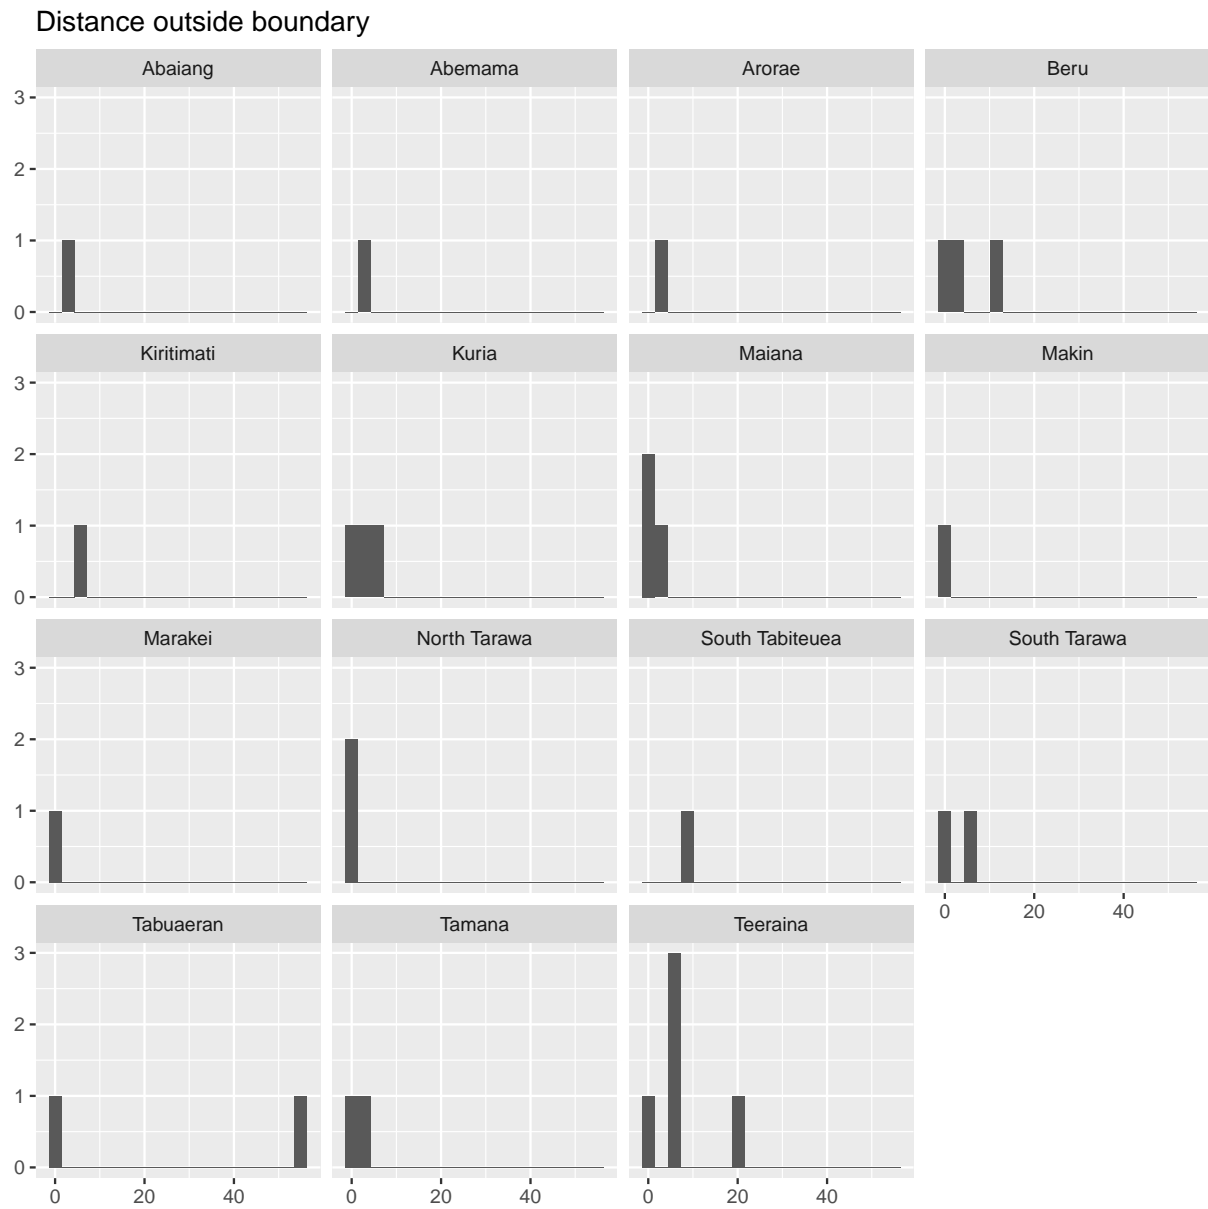 Distance outside boundary
Abaiang Abemama Arorae Beru
3
2
1
0
Kiritimati Kuria Maiana Makin
3
2
1
0
Marakei North Tarawa South Tabiteuea South Tarawa
3
2
1
0
0 20 40
Tabuaeran Tamana Teeraina
3
2
1
0
0 20 40 0 20 40 0 20 40